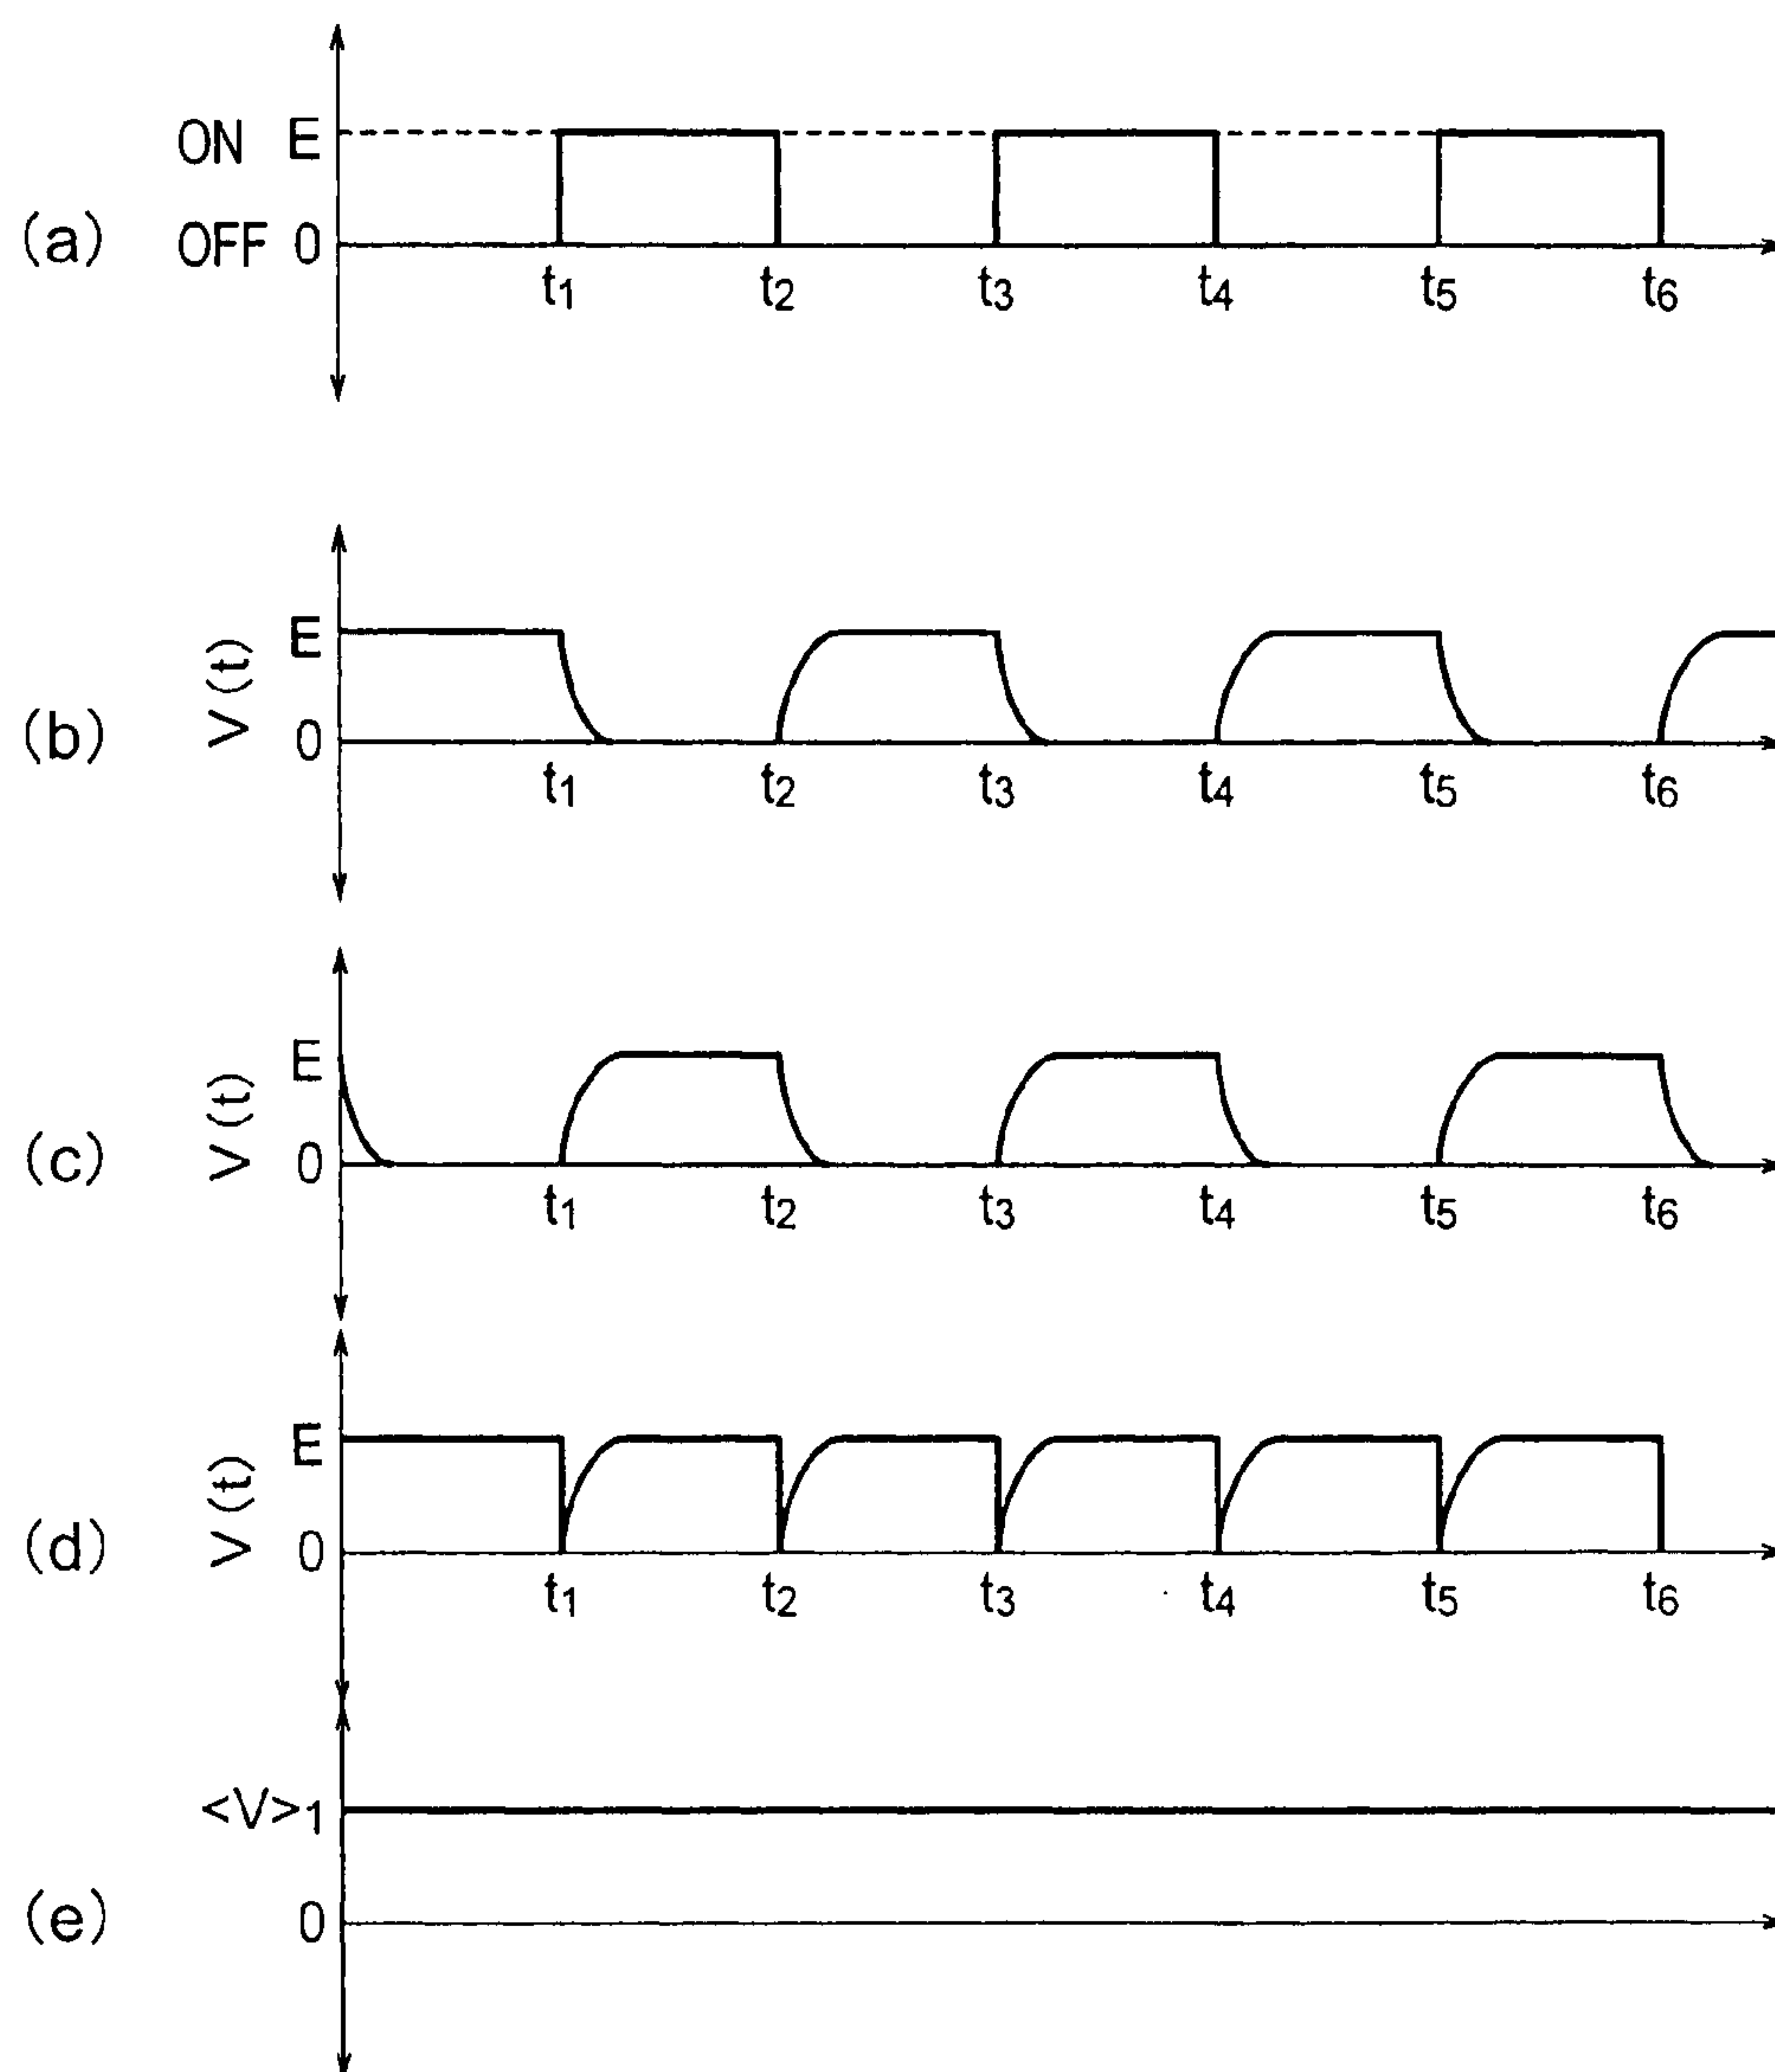 ON E
(a) OFF 0
t1 t2 t3 t4 t5 t6
E
V(t)
(b) 0
t1 t2 t3 t4 t5 t6
E
V(t)
(c) 0
t1 t2 t3 t4 t5 t6
E
V(t)
(d) 0
t1 t2 t3 t4 t5 t6
<V>1
(e) 0